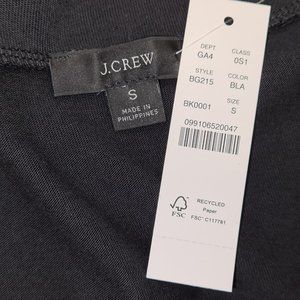 J.CREW
S
MADE IN
PHILIPPINES
DEPT CLASS
GA4 0S1
STYLE COLOR
BG215 BLA
SIZE
BK0001 S
099106520047
FSC
RECYCLED
Paper
FSC® C117781